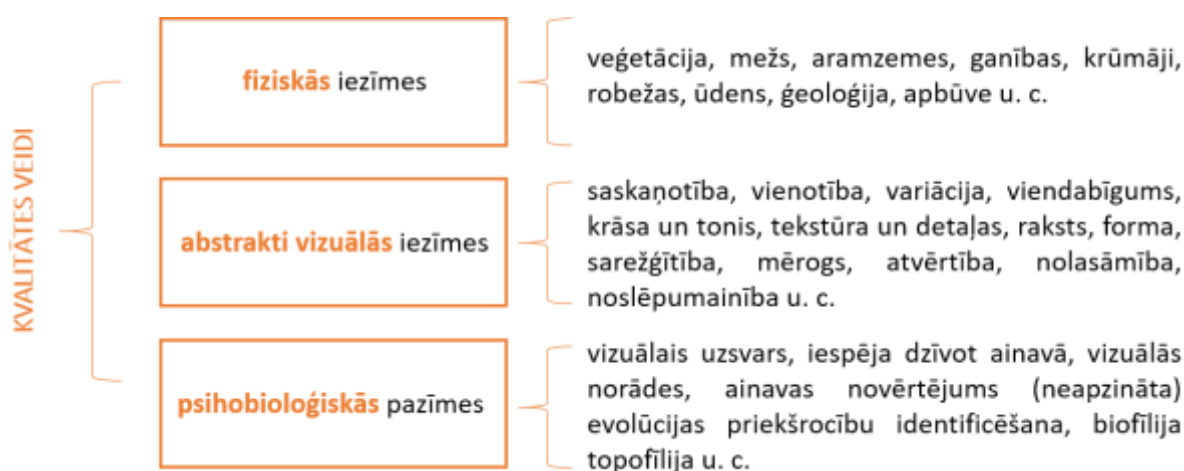 KVALITĀTES VEIDI
fiziskās iezīmes
veģetācija, mežs, aramzemes, ganības, krūmāji,
robežas, ūdens, ģeoloģija, apbūve u. c.
abstrakti vizuālās iezīmes
saskaņotība, vienotība, variācija, viendabīgums,
krāsa un tonis, tekstūra un detaļas, raksts, forma,
sarežģītība, mērogs, atvērtība, nolasāmība,
noslēpumainība u. c.
psihobioloģiskās pazīmes
vizuālais uzsvars, iespēja dzīvot ainavā, vizuālās
norādes, ainavas novērtējums (neapzināta)
evolūcijas priekšrocību identificēšana, biofīlija
topofīlija u. c.